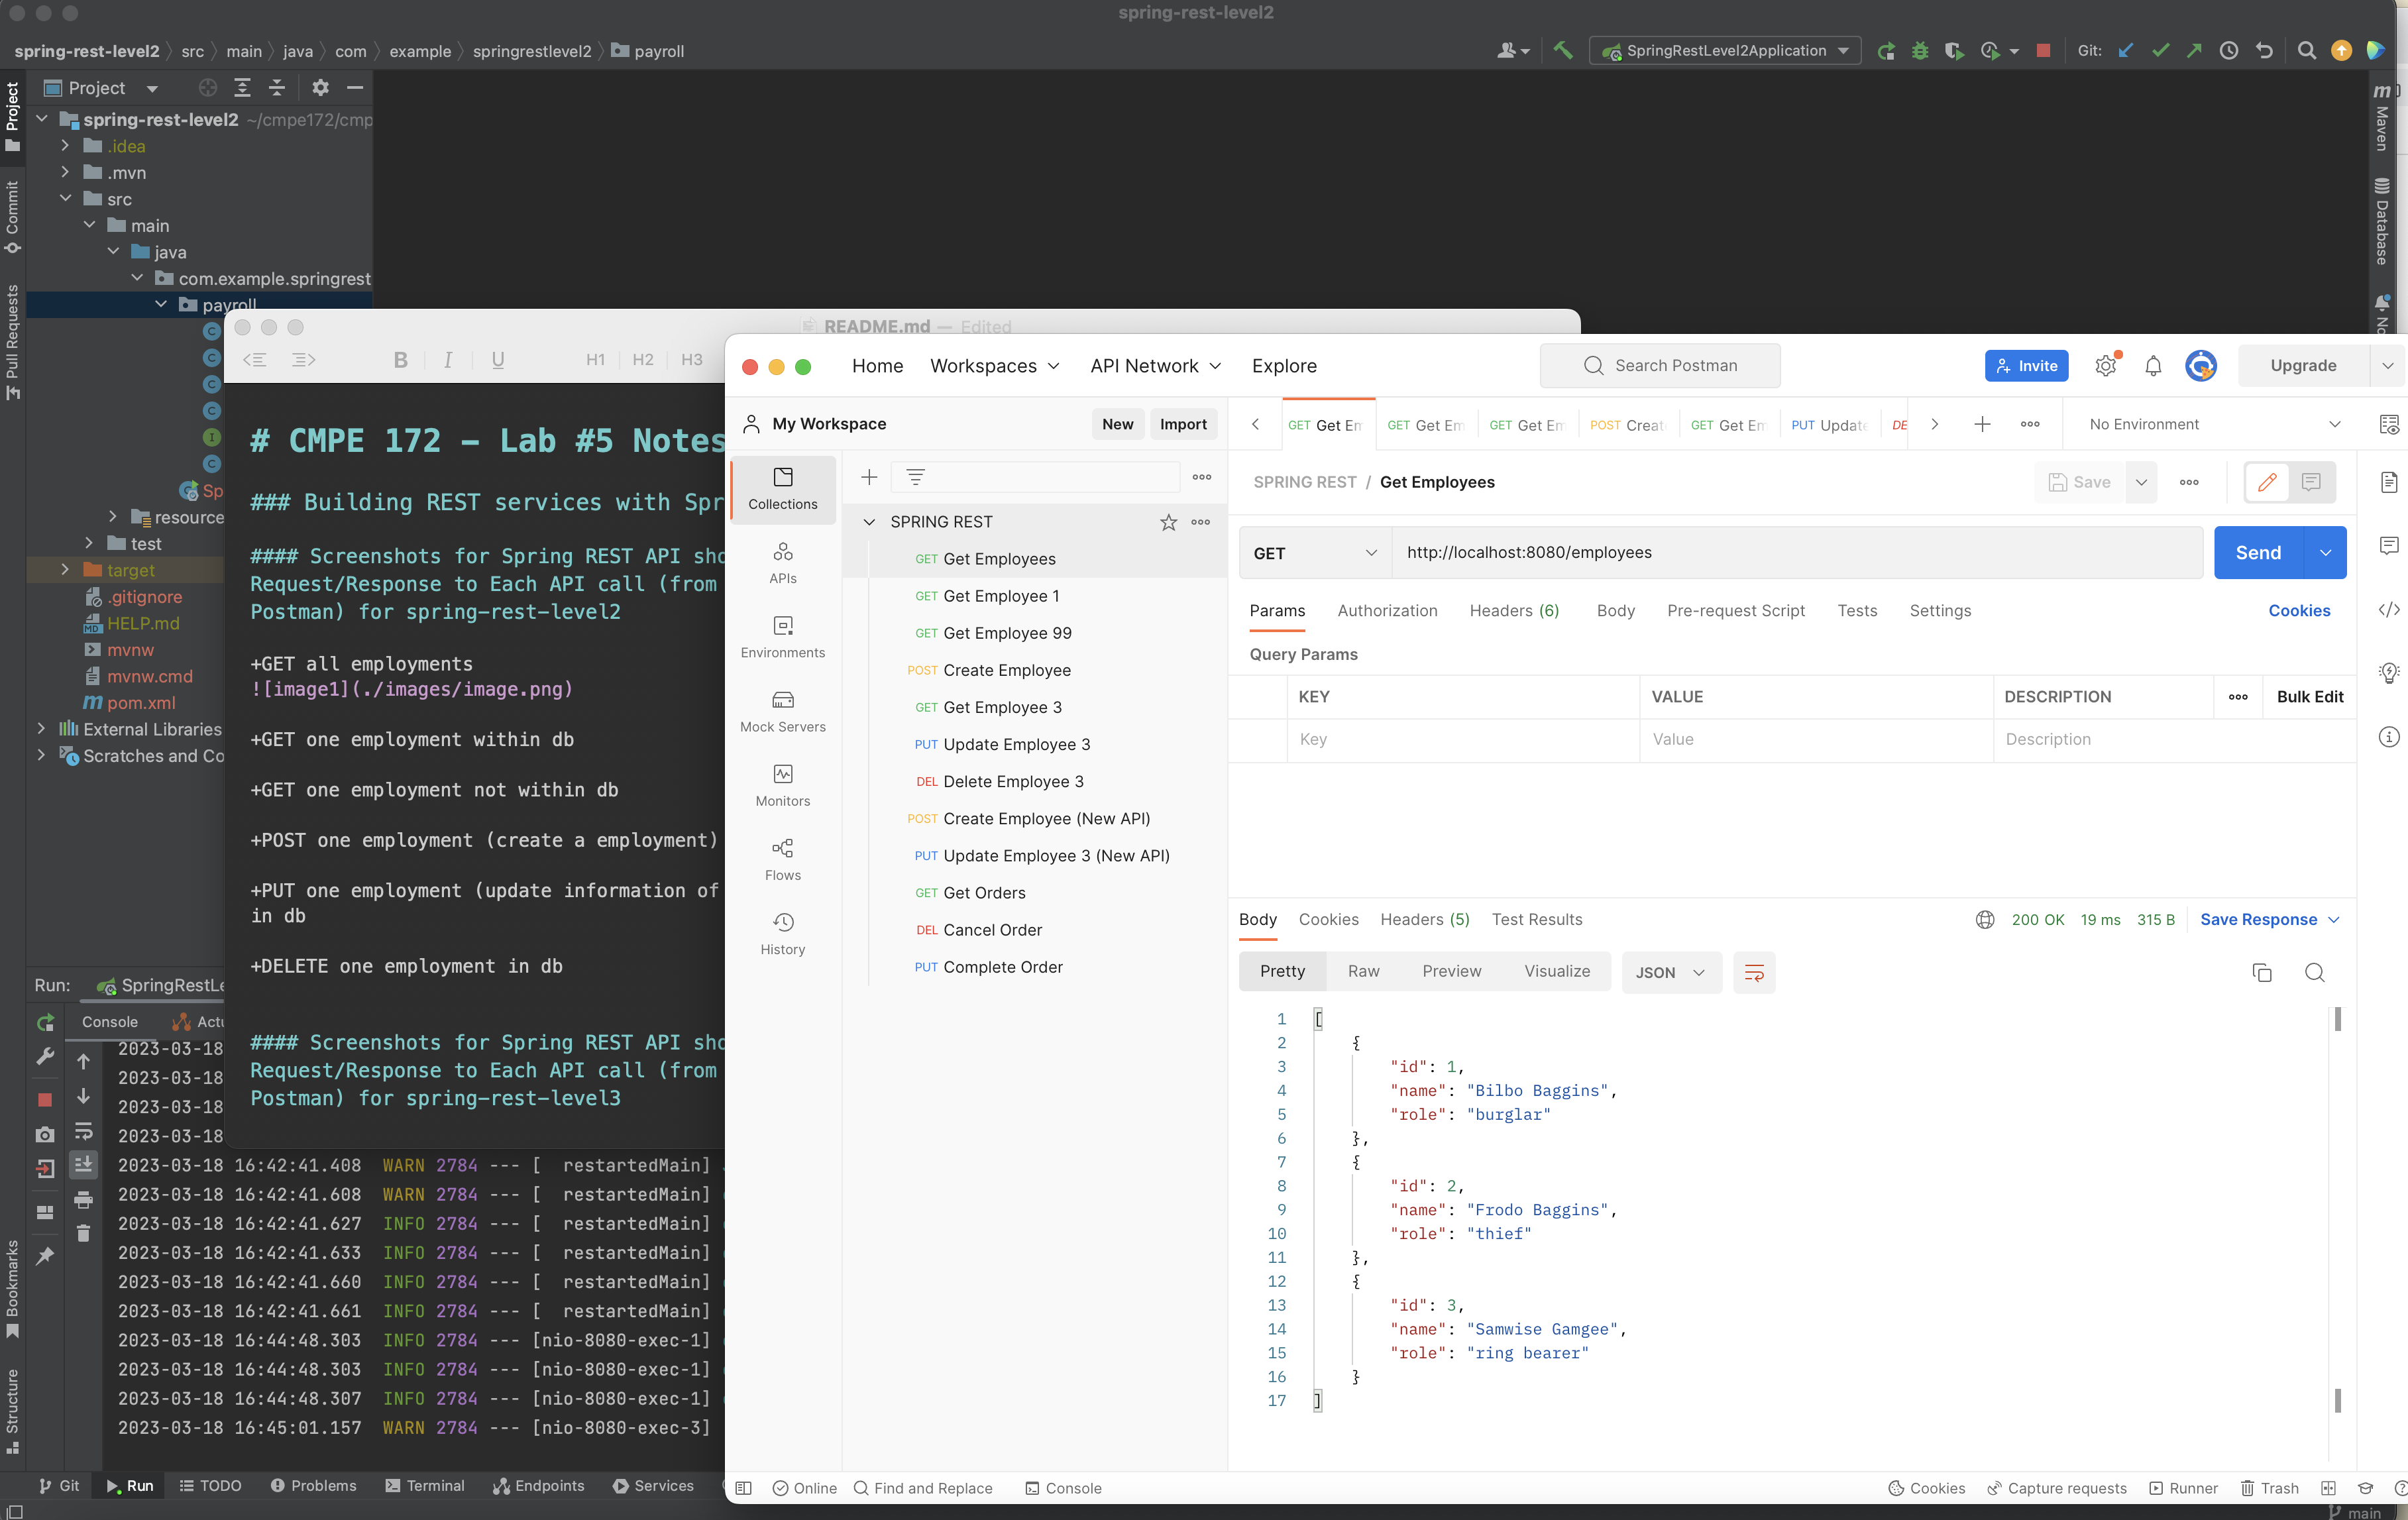 spring-rest-level2
spring-rest-level2 src main java com example springrestlevel2 payroll
SpringRestLevel2Application
Git:
Project
Project
spring-rest-level2 ~/cmpe172/cmp
.idea
.mvn
src
main
java
com.example.springrest
payroll
Sp
resource
test
target
.gitignore
HELP.md
mvnw
mvnw.cmd
pom.xml
External Libraries
Scratches and Co
Commit
Pull Requests
Bookmarks
Structure
Maven
Database
No
README.md — Edited
B I U H1 H2 H3
# CMPE 172 - Lab #5 Notes
### Building REST services with Spr
#### Screenshots for Spring REST API sho
Request/Response to Each API call (from
Postman) for spring-rest-level2
+GET all employments
![image1](./images/image.png)
+GET one employment within db
+GET one employment not within db
+POST one employment (create a employment)
+PUT one employment (update information of
in db
+DELETE one employment in db
#### Screenshots for Spring REST API sho
Request/Response to Each API call (from
Postman) for spring-rest-level3
Run: SpringRestLe
Console Actu
2023-03-18
2023-03-18
2023-03-18
2023-03-18
2023-03-18 16:42:41.408 WARN 2784 --- [ restartedMain]
2023-03-18 16:42:41.608 WARN 2784 --- [ restartedMain]
2023-03-18 16:42:41.627 INFO 2784 --- [ restartedMain]
2023-03-18 16:42:41.633 INFO 2784 --- [ restartedMain]
2023-03-18 16:42:41.660 INFO 2784 --- [ restartedMain]
2023-03-18 16:42:41.661 INFO 2784 --- [ restartedMain]
2023-03-18 16:44:48.303 INFO 2784 --- [nio-8080-exec-1]
2023-03-18 16:44:48.303 INFO 2784 --- [nio-8080-exec-1]
2023-03-18 16:44:48.307 INFO 2784 --- [nio-8080-exec-1]
2023-03-18 16:45:01.157 WARN 2784 --- [nio-8080-exec-3]
Git Run TODO Problems Terminal Endpoints Services
main
Home Workspaces API Network Explore
Search Postman
Invite
Upgrade
My Workspace
New Import
Collections
APIs
Environments
Mock Servers
Monitors
Flows
History
SPRING REST
GET Get Employees
GET Get Employee 1
GET Get Employee 99
POST Create Employee
GET Get Employee 3
PUT Update Employee 3
DEL Delete Employee 3
POST Create Employee (New API)
PUT Update Employee 3 (New API)
GET Get Orders
DEL Cancel Order
PUT Complete Order
GET Get Em GET Get Em GET Get Em POST Creat GET Get Em PUT Update DE
No Environment
SPRING REST / Get Employees
Save
GET http://localhost:8080/employees Send
Params Authorization Headers (6) Body Pre-request Script Tests Settings Cookies
Query Params
KEY VALUE DESCRIPTION Bulk Edit
Key Value Description
Body Cookies Headers (5) Test Results 200 OK 19 ms 315 B Save Response
Pretty Raw Preview Visualize JSON
1 [
2 {
3 "id": 1,
4 "name": "Bilbo Baggins",
5 "role": "burglar"
6 },
7 {
8 "id": 2,
9 "name": "Frodo Baggins",
10 "role": "thief"
11 },
12 {
13 "id": 3,
14 "name": "Samwise Gamgee",
15 "role": "ring bearer"
16 }
17 ]
Online Find and Replace Console Cookies Capture requests Runner Trash